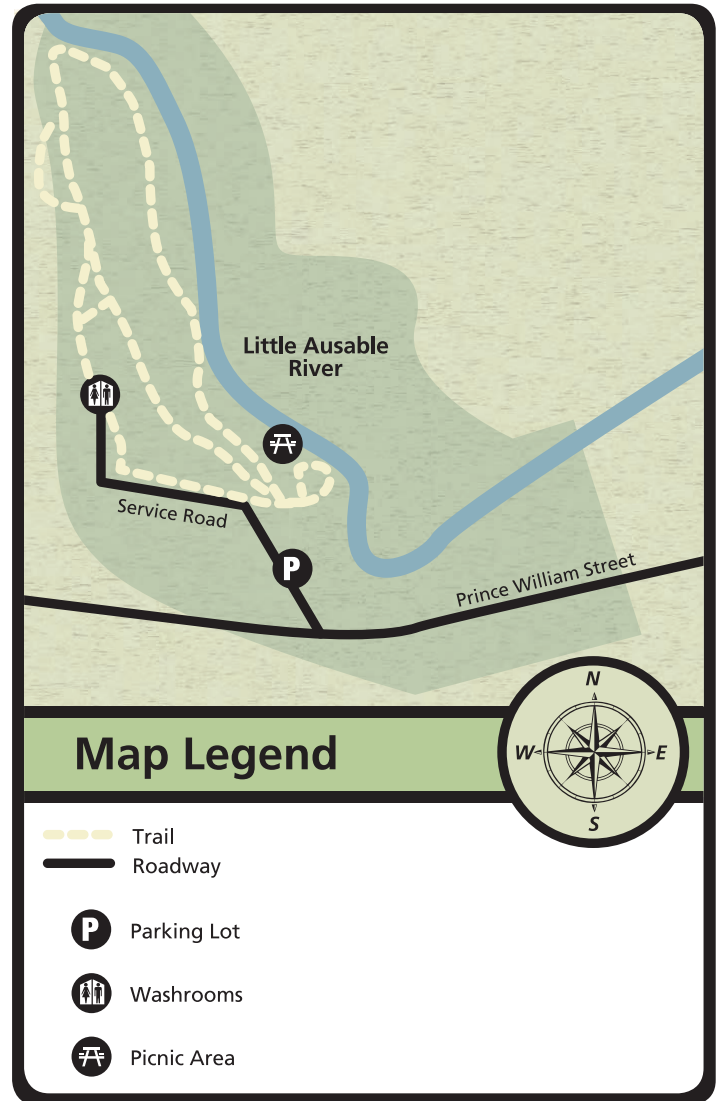 Little Ausable
River
Service Road
P
Prince William Street
N
W
E
S
Map Legend
Trail
Roadway
P
Parking Lot
Washrooms
Picnic Area